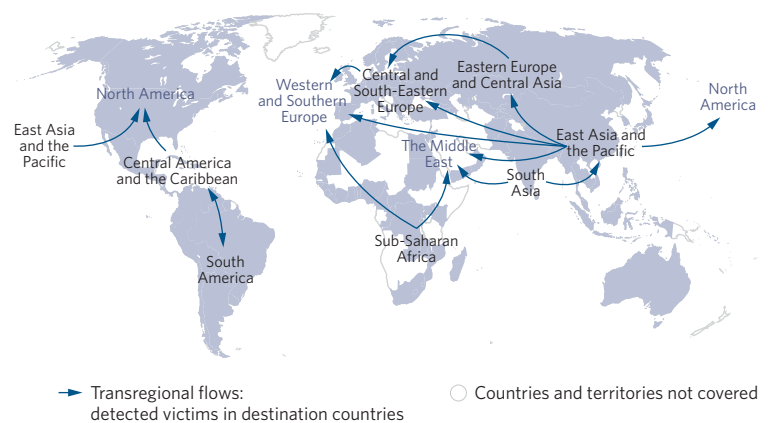 North America
East Asia
and the
Pacific
Central America
and the Caribbean
South
America
Western
and Southern
Europe
Central and
South-Eastern
Europe
Eastern Europe
and Central Asia
The Middle
East
South
Asia
East Asia and
the Pacific
North
America
Sub-Saharan
Africa
Transregional flows:
detected victims in destination countries
Countries and territories not covered